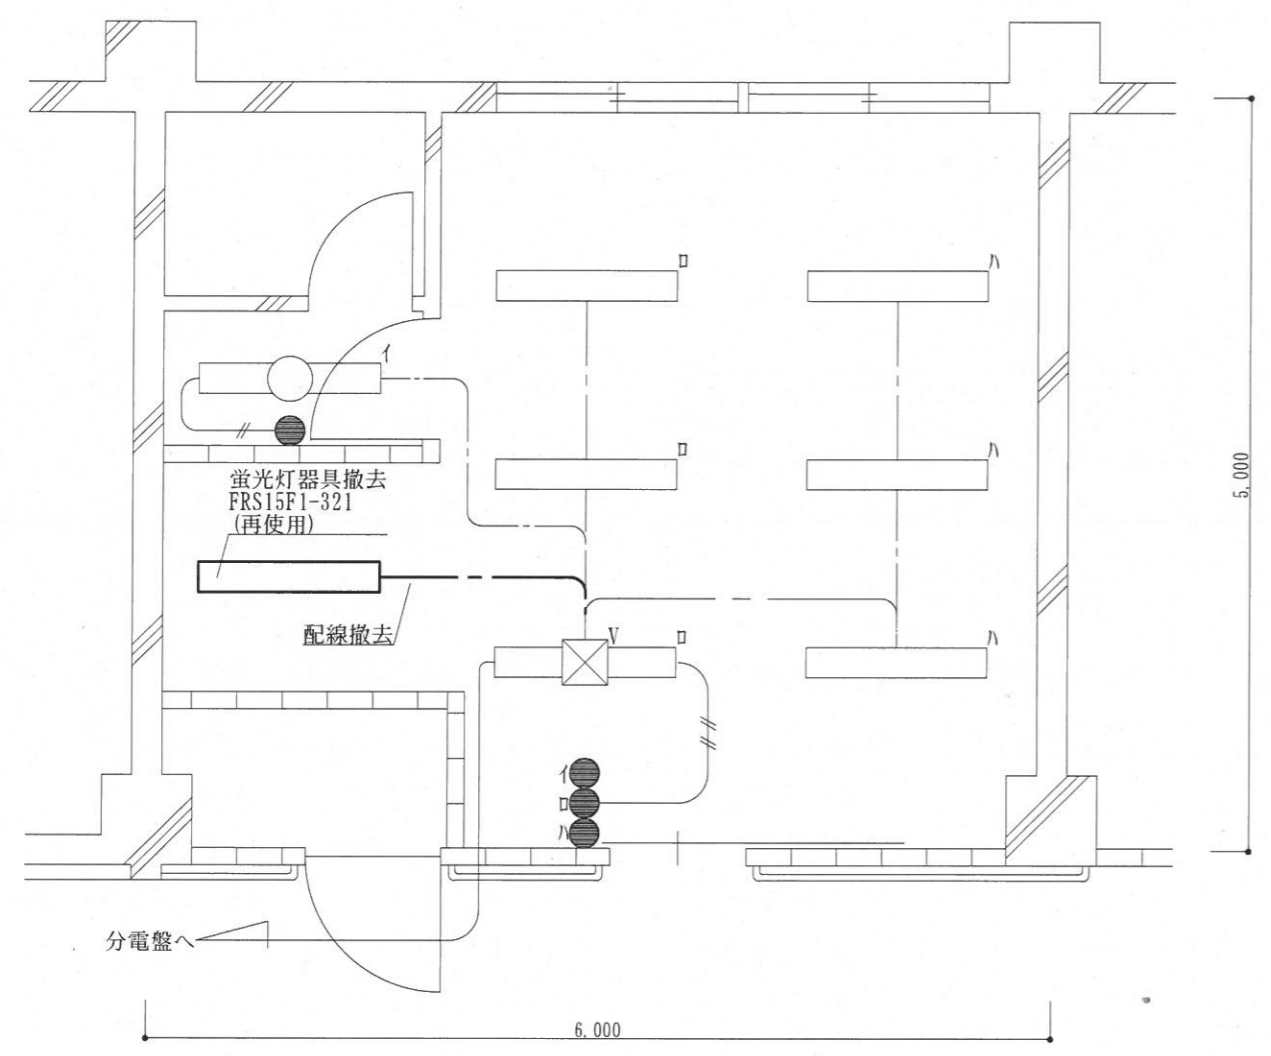 ロ
ハ
イ
ロ
ハ
蛍光灯器具撤去
FRS15F1-321
(再使用)
5,000
配線撤去
V
ロ
ハ
イ
ロ
ハ
分電盤へ
6,000